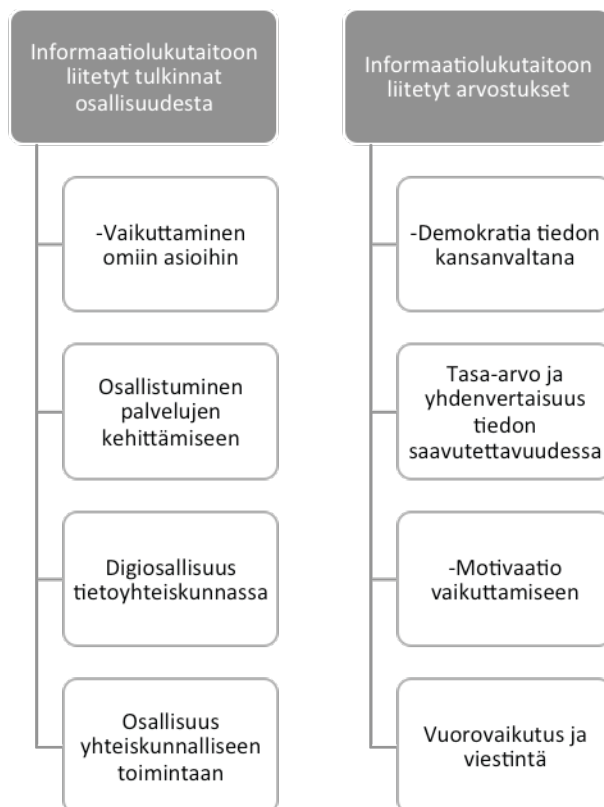 Informaatiolukutaitoon
liitetyt tulkinnat
osallisuudesta
-Vaikuttaminen
omiin asioihin
Osallistuminen
palvelujen
kehittämiseen
Digiosallisuus
tietoyhteiskunnassa
Osallisuus
yhteiskunnalliseen
toimintaan
Informaatiolukutaitoon
liitetyt arvostukset
-Demokratia tiedon
kansanvaltana
Tasa-arvo ja
yhdenvertaisuus
tiedon
saavutettavuudessa
-Motivaatio
vaikuttamiseen
Vuorovaikutus ja
viestintä